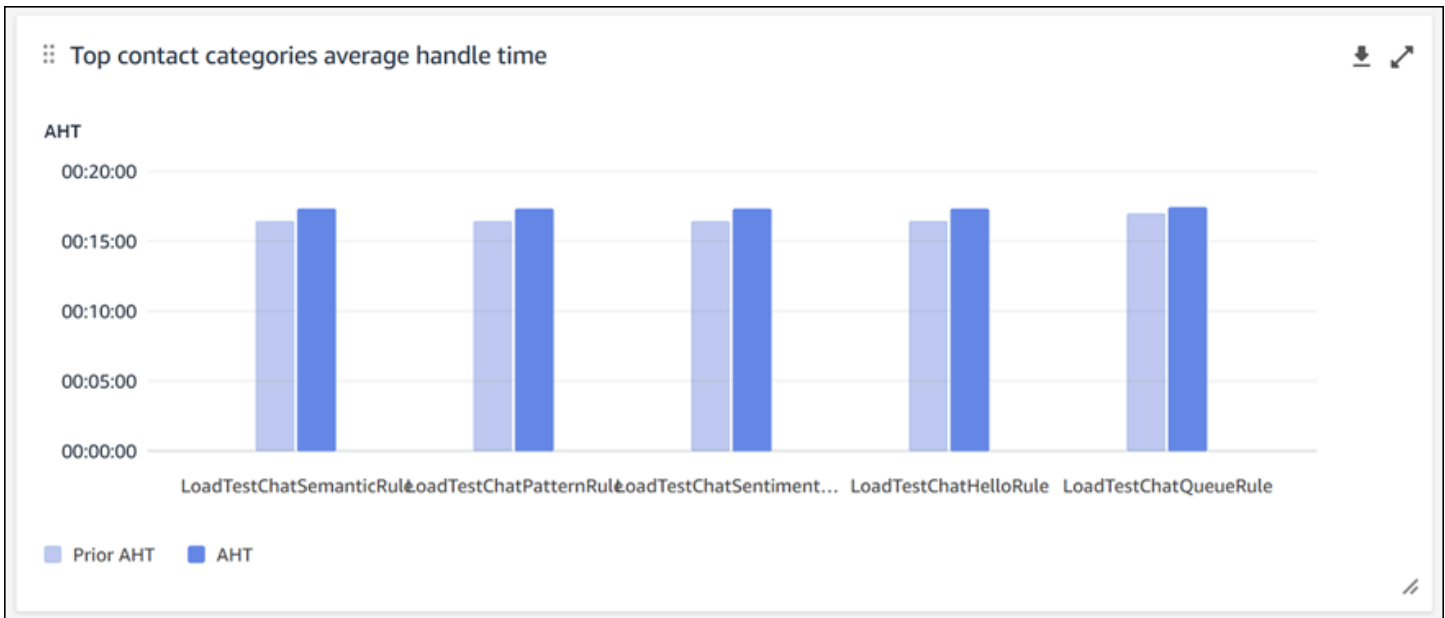 Top contact categories average handle time
AHT
00:20:00
00:15:00
00:10:00
00:05:00
00:00:00
LoadTestChatSemanticRule LoadTestChatPatternRule LoadTestChatSentiment... LoadTestChatHelloRule LoadTestChatQueueRule
Prior AHT AHT